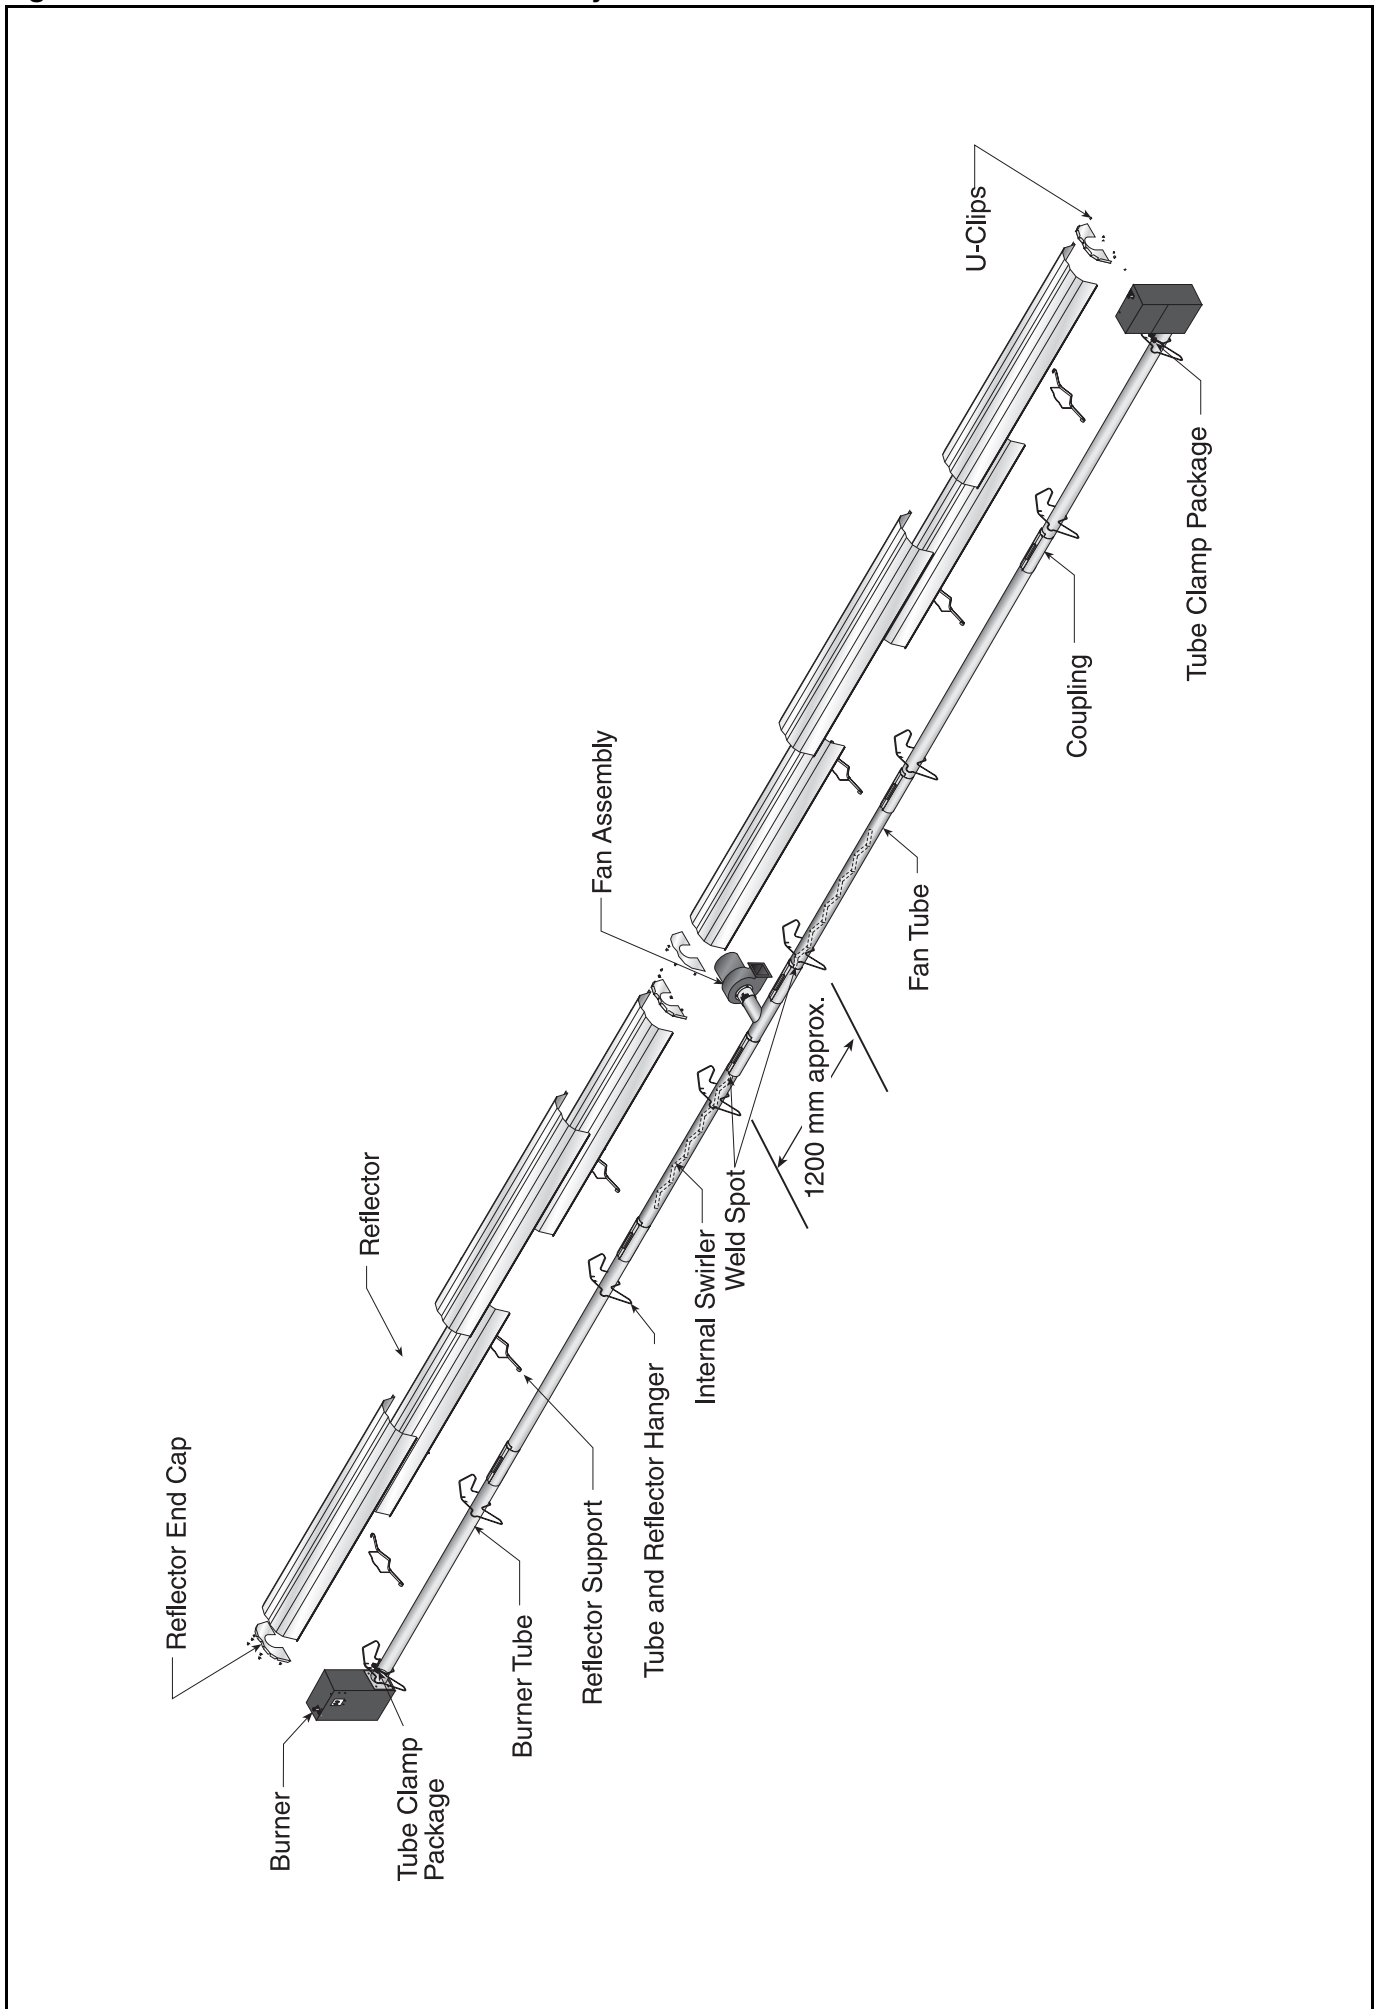 Reflector End Cap
Burner
Reflector
Tube Clamp
Package
Burner Tube
Reflector Support
Fan Assembly
Tube and Reflector Hanger
Internal Swirler
Weld Spot
1200 mm approx.
Fan Tube
U-Clips
Coupling
Tube Clamp Package